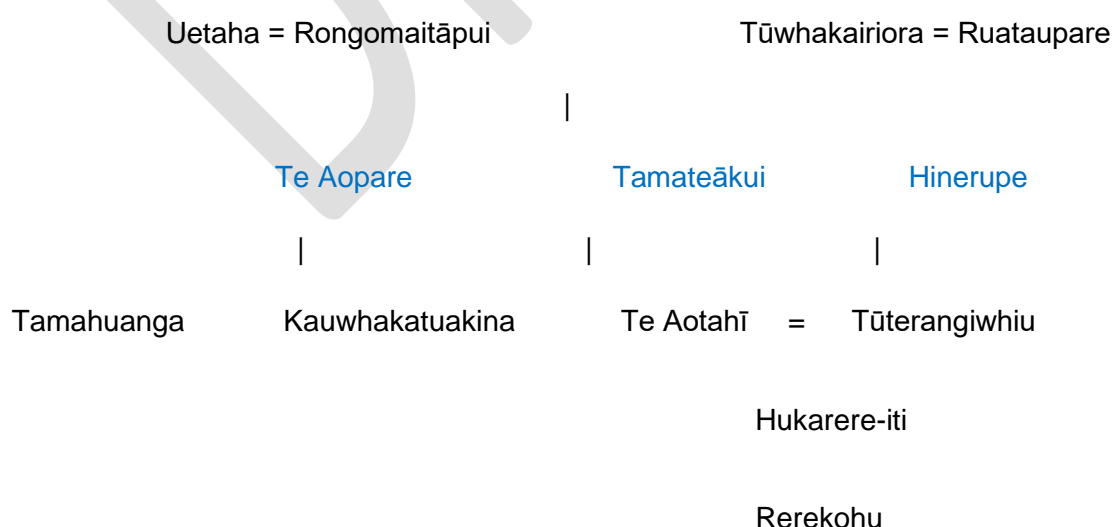 Uetaha = Rongomaitāpui Tūwhakairiora = Ruataupare
|
Te Aopare Tamateākui Hinerupe
| | |
Tamahuanga Kauwhakatuakina Te Aotahī = Tūterangiwhiu
Hukarere-iti
Rerekohu